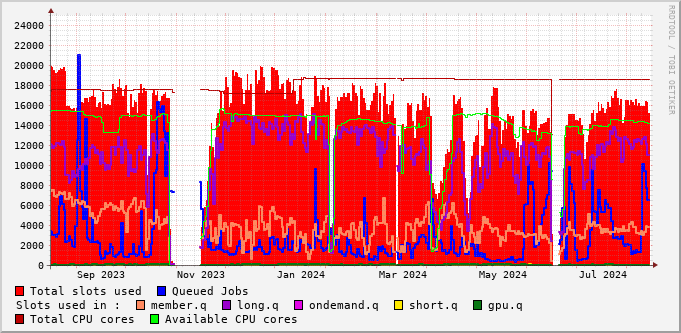 24000
22000
20000
18000
16000
14000
12000
10000
8000
6000
4000
2000
0
Sep 2023 Nov 2023 Jan 2024 Mar 2024 May 2024 Jul 2024
Total slots used Queued Jobs
Slots used in : member.q long.q ondemand.q short.q gpu.q
Total CPU cores Available CPU cores
RRDTOOL / TOBI OETIKER